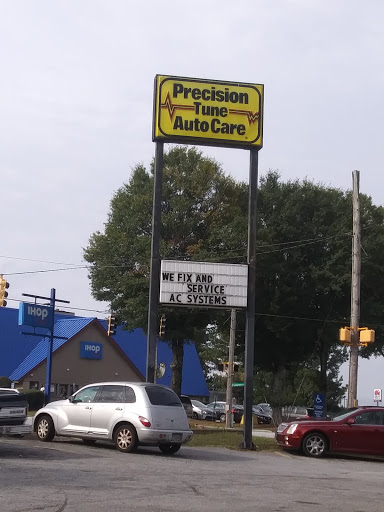 Precision
Tune
Auto Care
WE FIX AND
SERVICE
AC SYSTEMS
IHOP
IHOP